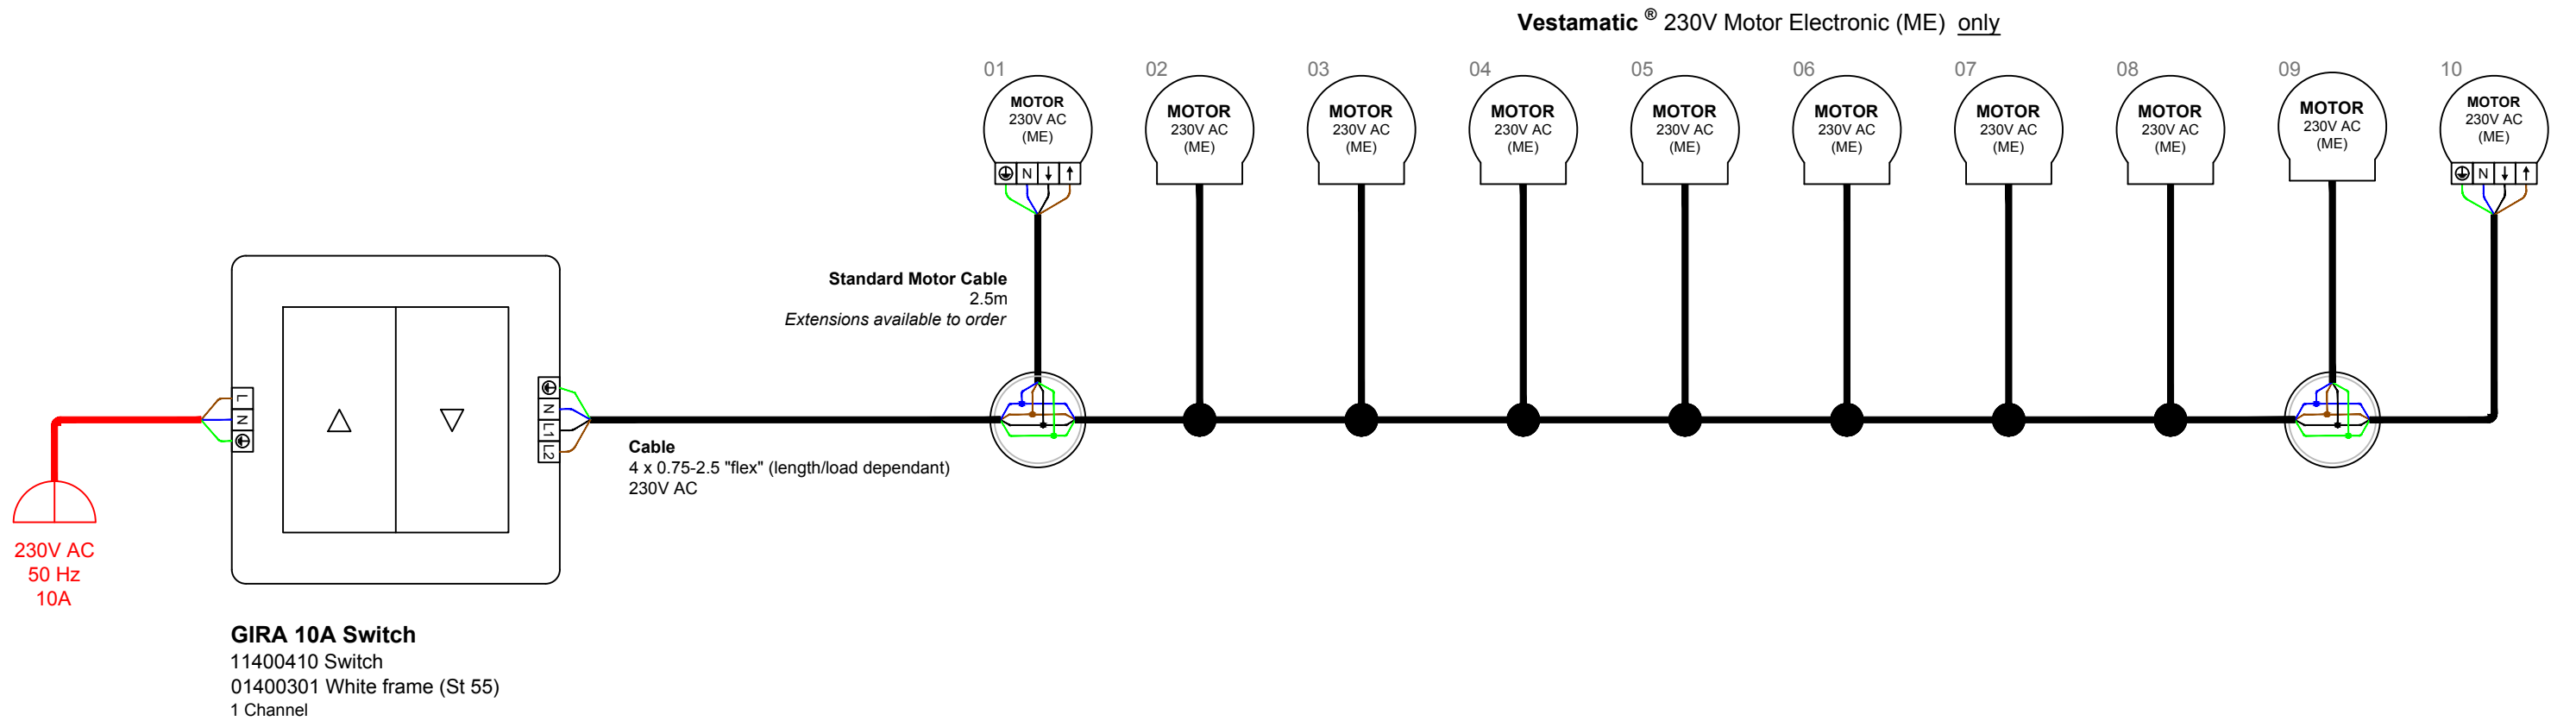 Vestamatic ® 230V Motor Electronic (ME) only
01
02
03
04
05
06
07
08
09
10
MOTOR
230V AC
(ME)
MOTOR
230V AC
(ME)
MOTOR
230V AC
(ME)
MOTOR
230V AC
(ME)
MOTOR
230V AC
(ME)
MOTOR
230V AC
(ME)
MOTOR
230V AC
(ME)
MOTOR
230V AC
(ME)
MOTOR
230V AC
(ME)
MOTOR
230V AC
(ME)
N ↓ ↑
N ↓ ↑
Standard Motor Cable
2.5m
Extensions available to order
L
N
N
L1
L2
Cable
4 x 0.75-2.5 "flex" (length/load dependant)
230V AC
230V AC
50 Hz
10A
GIRA 10A Switch
11400410 Switch
01400301 White frame (St 55)
1 Channel